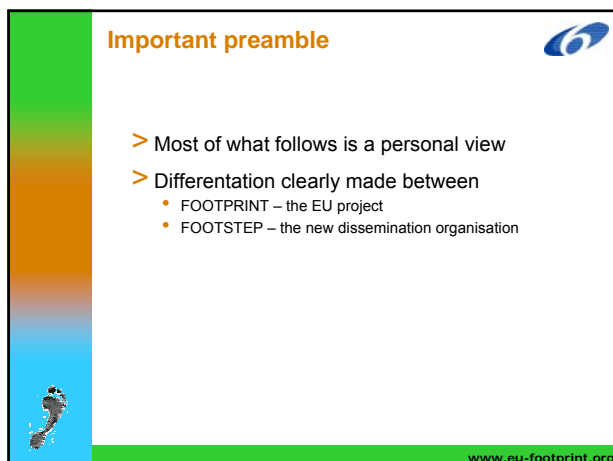 Important preamble
> Most of what follows is a personal view
> Differentation clearly made between
• FOOTPRINT – the EU project
• FOOTSTEP – the new dissemination organisation
www.eu-footprint.org